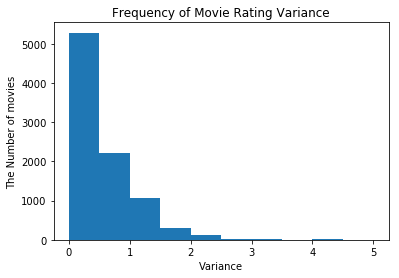 Frequency of Movie Rating Variance
5000
4000
3000
2000
1000
0
The Number of movies
0 1 2 3 4 5
Variance